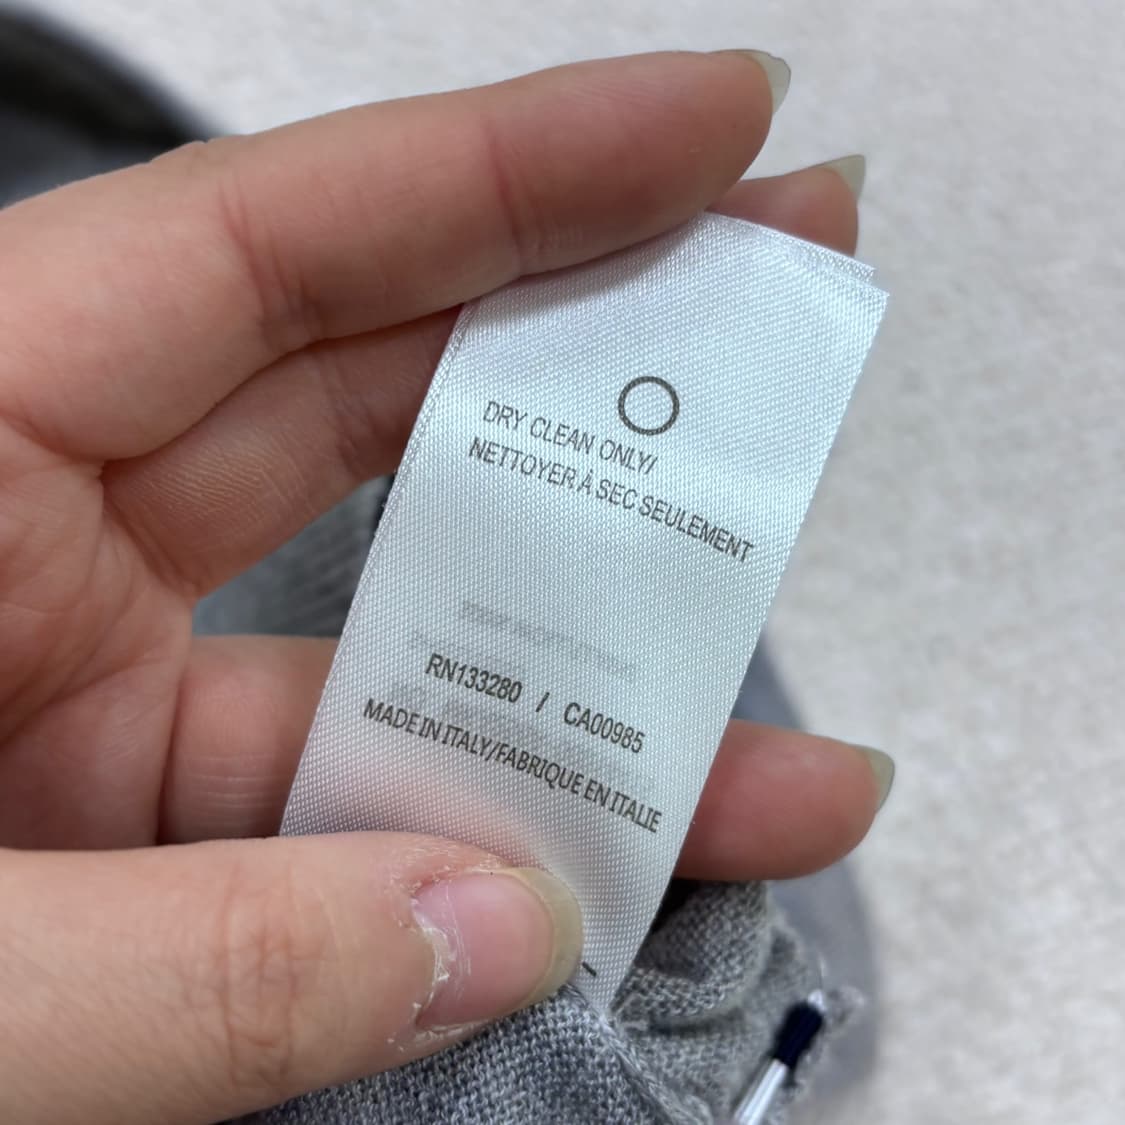 DRY CLEAN ONLY/
NETTOYER À SEC SEULEMENT
RN133280 / CA00985
MADE IN ITALY/FABRIQUE EN ITALIE